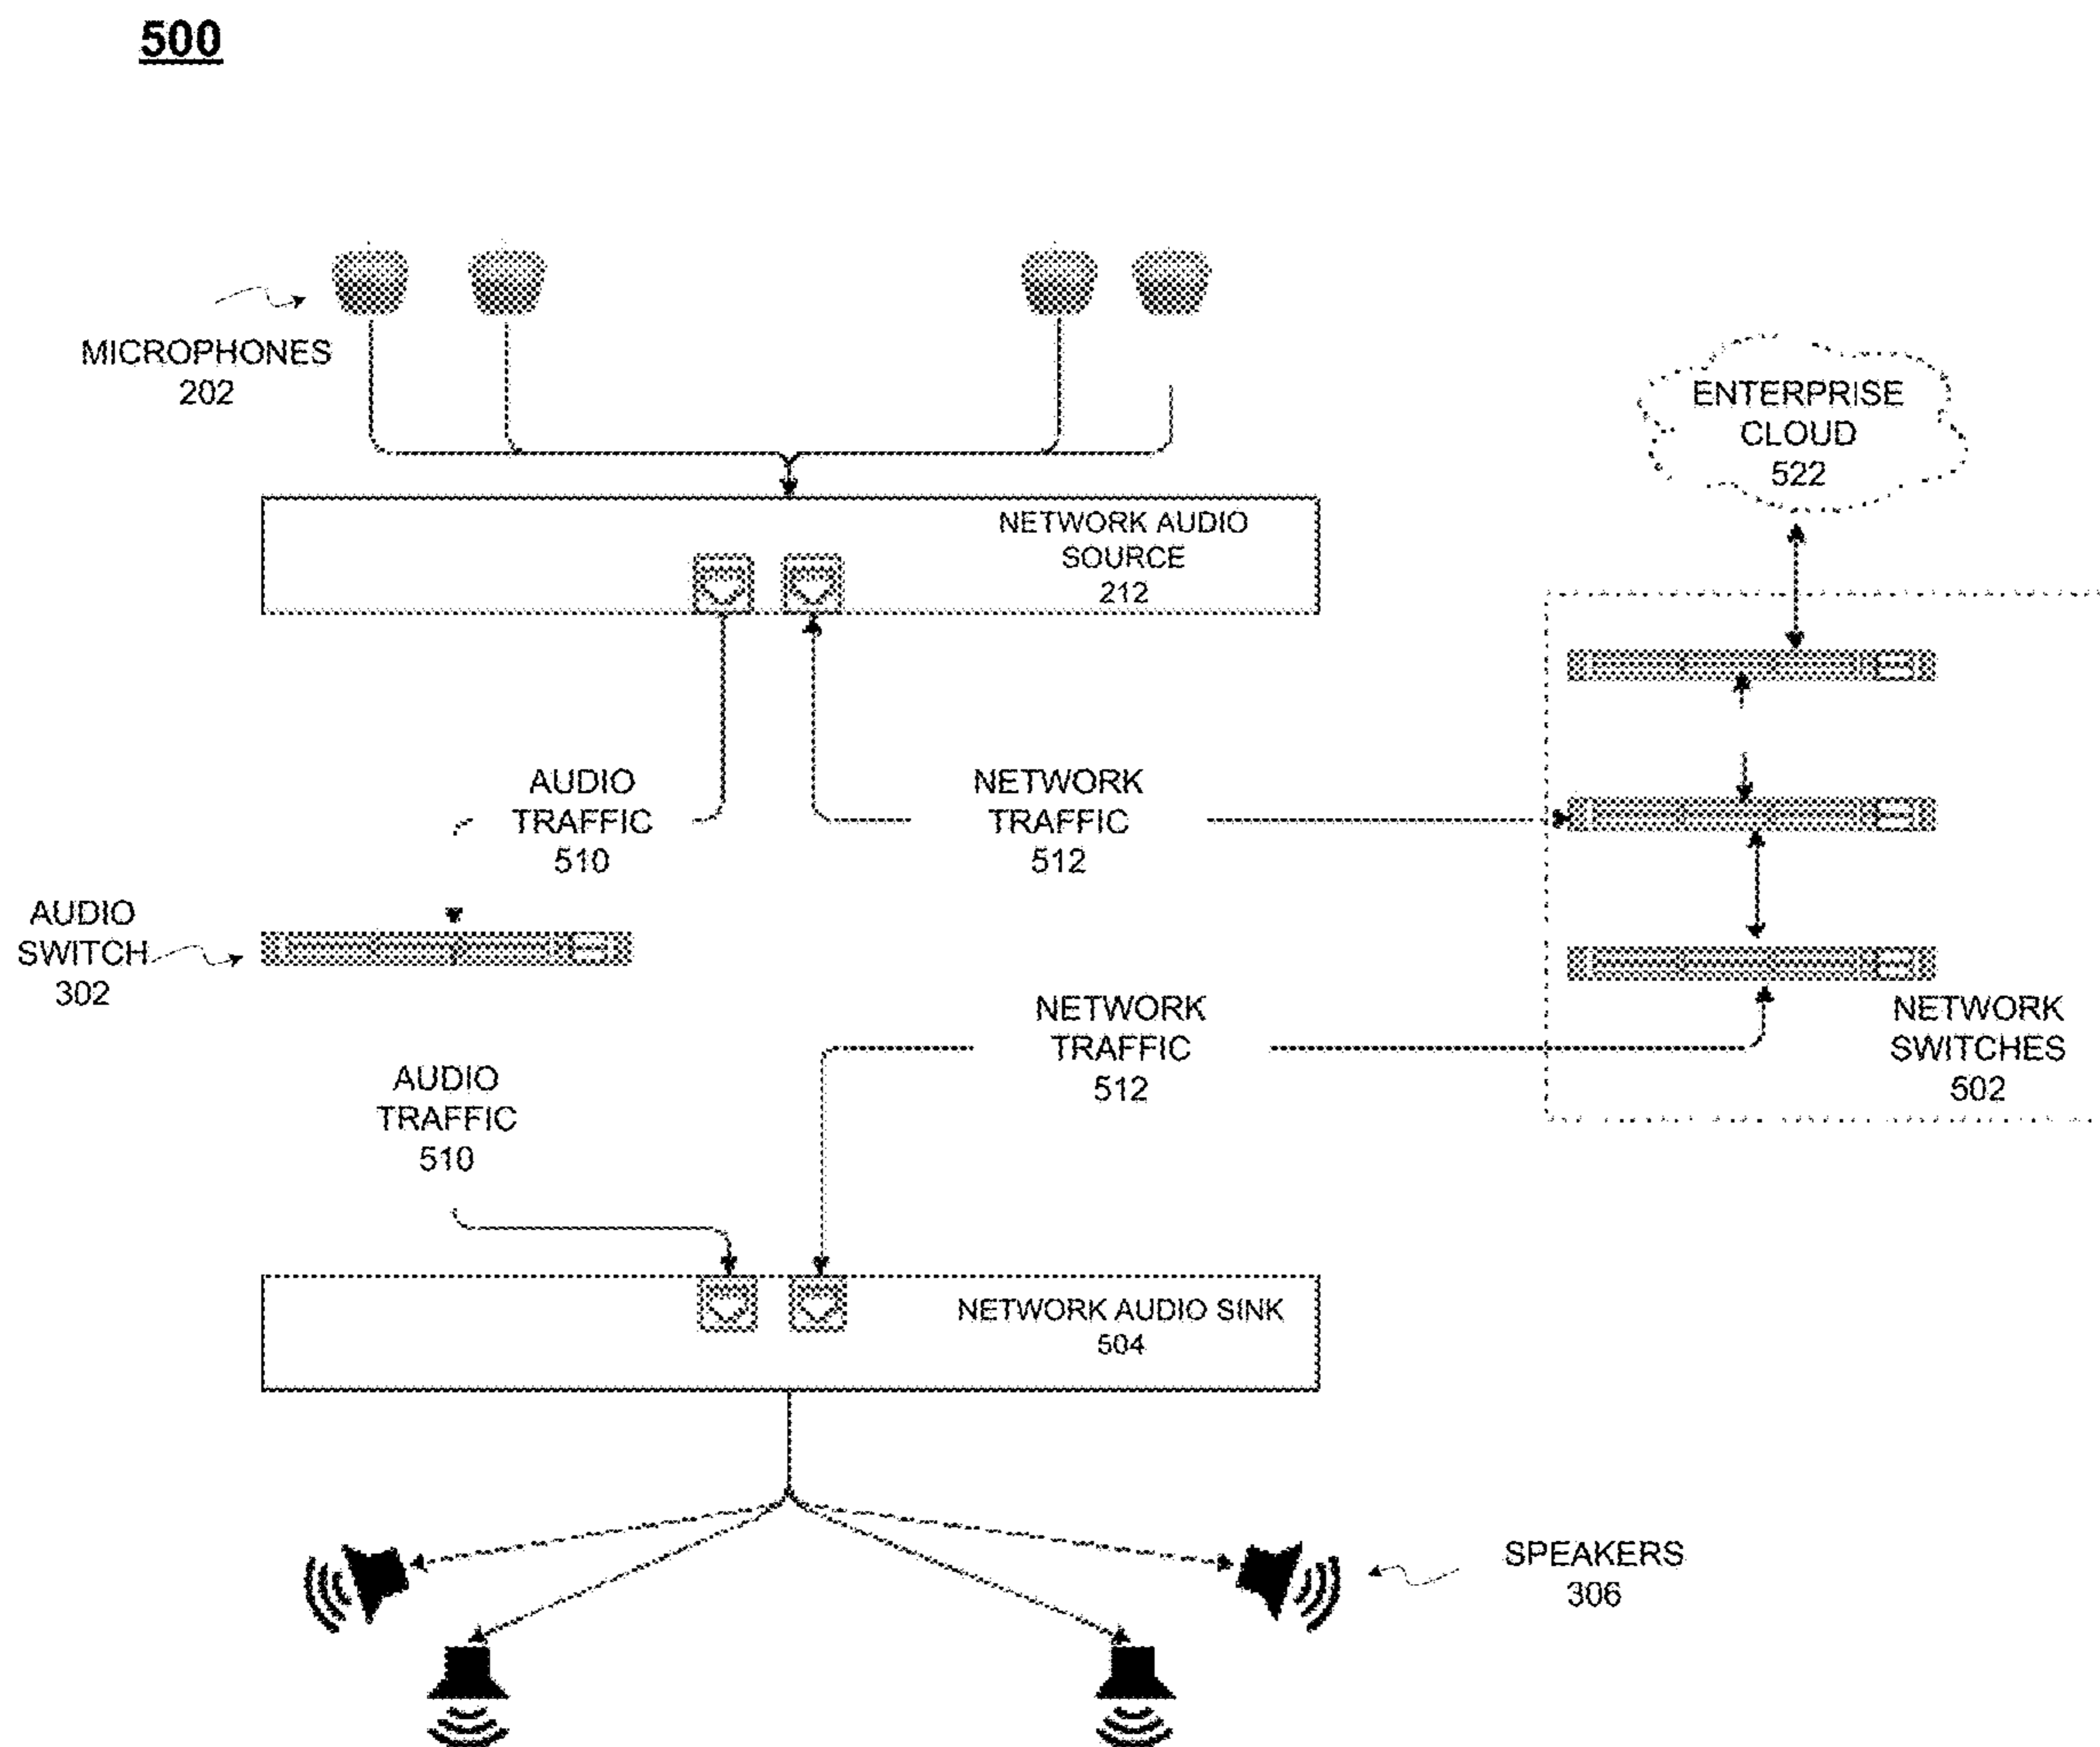 500
MICROPHONES
202
ENTERPRISE
CLOUD
522
NETWORK AUDIO
SOURCE
212
AUDIO
TRAFFIC
510
NETWORK
TRAFFIC
512
AUDIO
SWITCH
302
NETWORK
TRAFFIC
512
NETWORK
SWITCHES
502
AUDIO
TRAFFIC
510
NETWORK AUDIO SINK
504
SPEAKERS
306